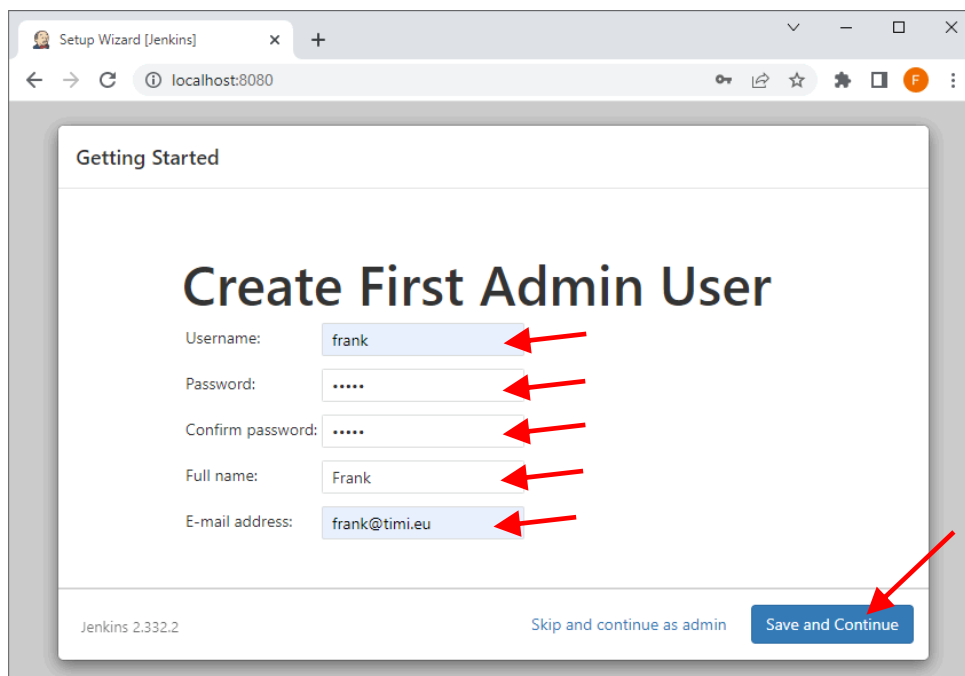 Setup Wizard [Jenkins]
localhost:8080
F
Getting Started
Create First Admin User
Username: frank
Password: •••••
Confirm password: •••••
Full name: Frank
E-mail address: frank@timi.eu
Jenkins 2.332.2 Skip and continue as admin Save and Continue